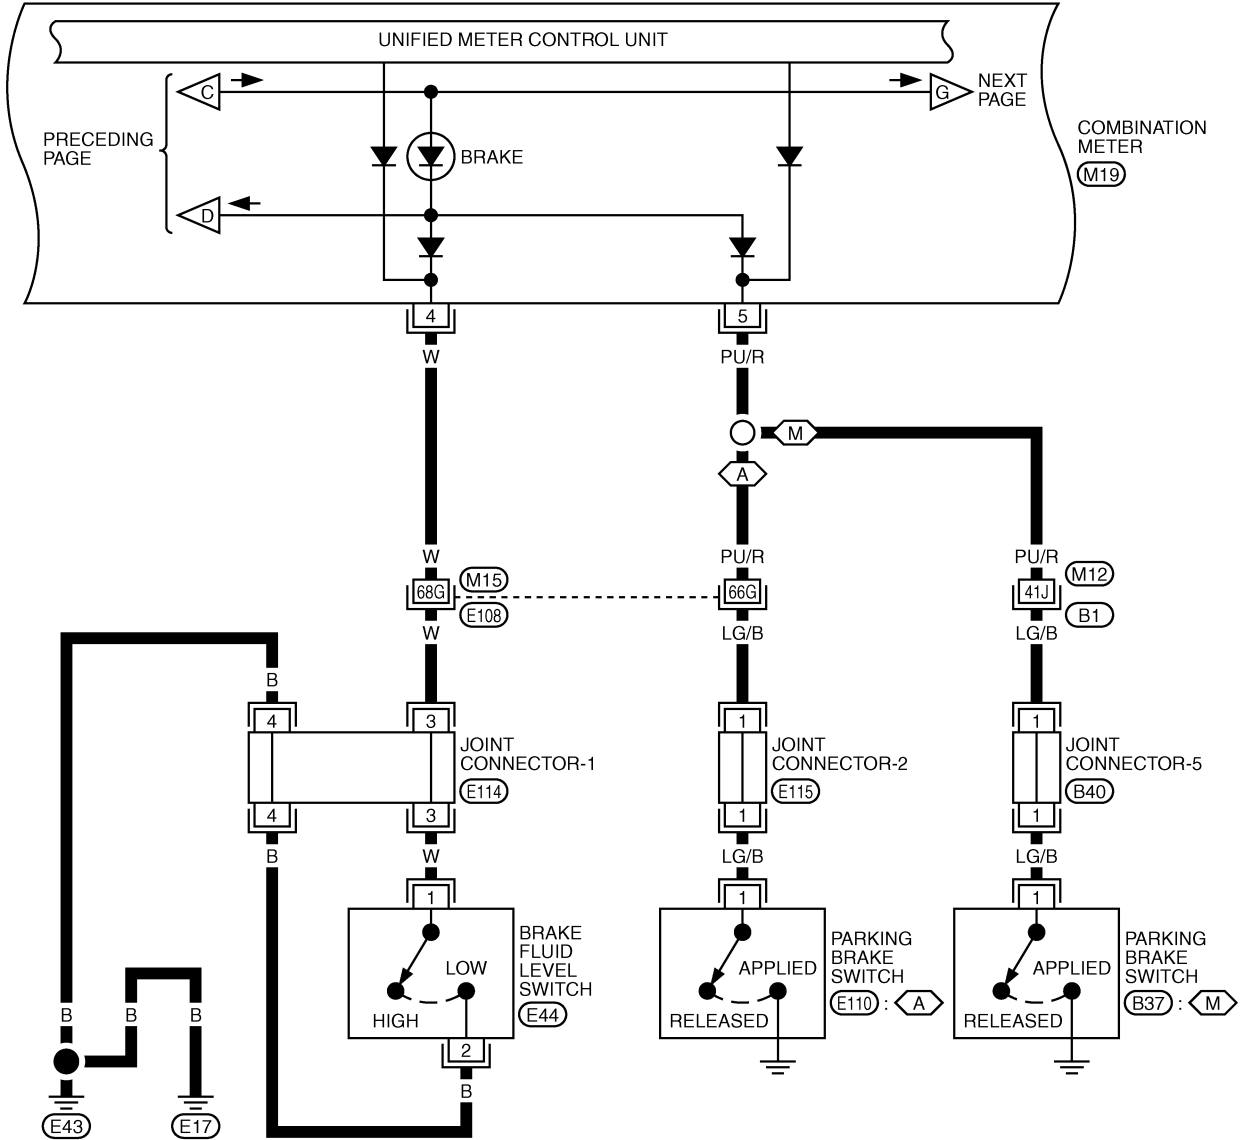 UNIFIED METER CONTROL UNIT
C
G
NEXT
PAGE
PRECEDING
PAGE
BRAKE
COMBINATION
METER
M19
D
4
5
W
PU/R
M
A
W
PU/R
PU/R
68G
M15
66G
41J
M12
E108
B1
W
LG/B
LG/B
B
4
3
1
1
JOINT
CONNECTOR-1
E114
JOINT
CONNECTOR-2
E115
JOINT
CONNECTOR-5
B40
4
3
1
1
B
W
LG/B
LG/B
1
1
1
BRAKE
FLUID
LEVEL
SWITCH
E44
LOW
HIGH
PARKING
BRAKE
SWITCH
E110 : A
APPLIED
RELEASED
PARKING
BRAKE
SWITCH
B37 : M
APPLIED
RELEASED
B
B
B
2
B
E43
E17